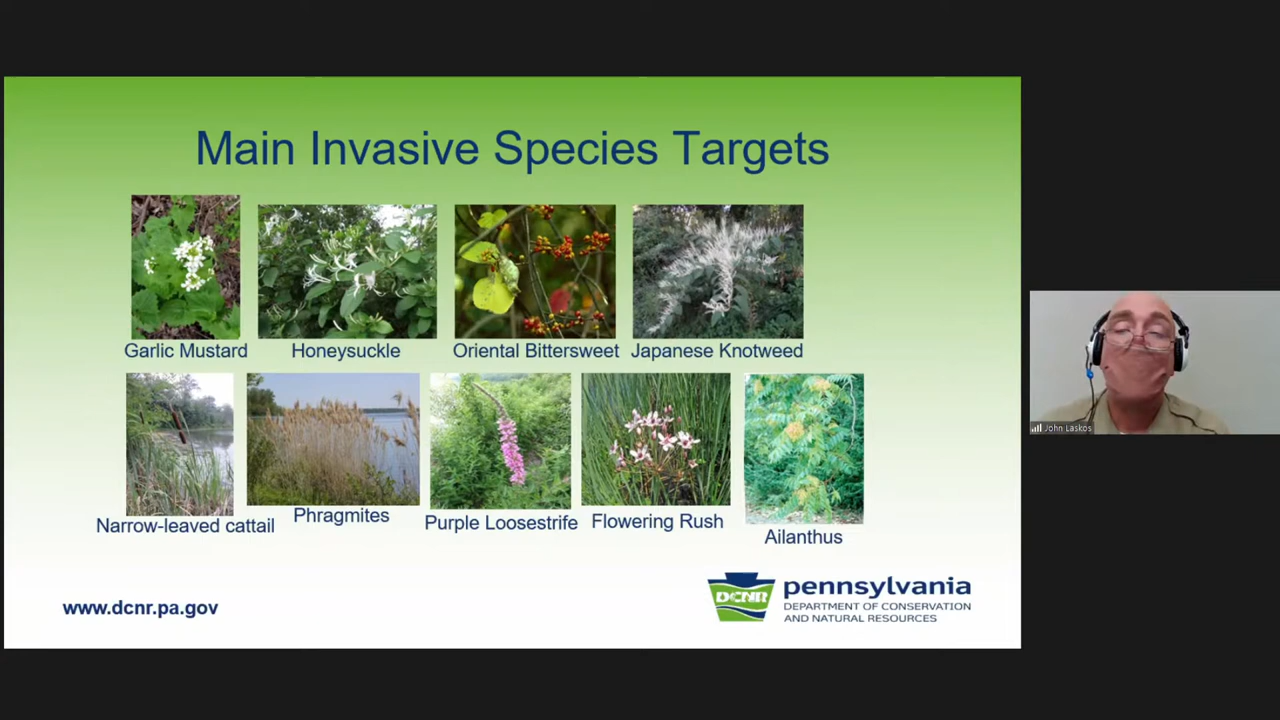 Main Invasive Species Targets
Garlic Mustard
Honeysuckle
Oriental Bittersweet
Japanese Knotweed
Narrow-leaved cattail
Phragmites
Purple Loosestrife
Flowering Rush
Ailanthus
www.dcnr.pa.gov
DCNR
pennsylvania
DEPARTMENT OF CONSERVATION
AND NATURAL RESOURCES
John Laskos